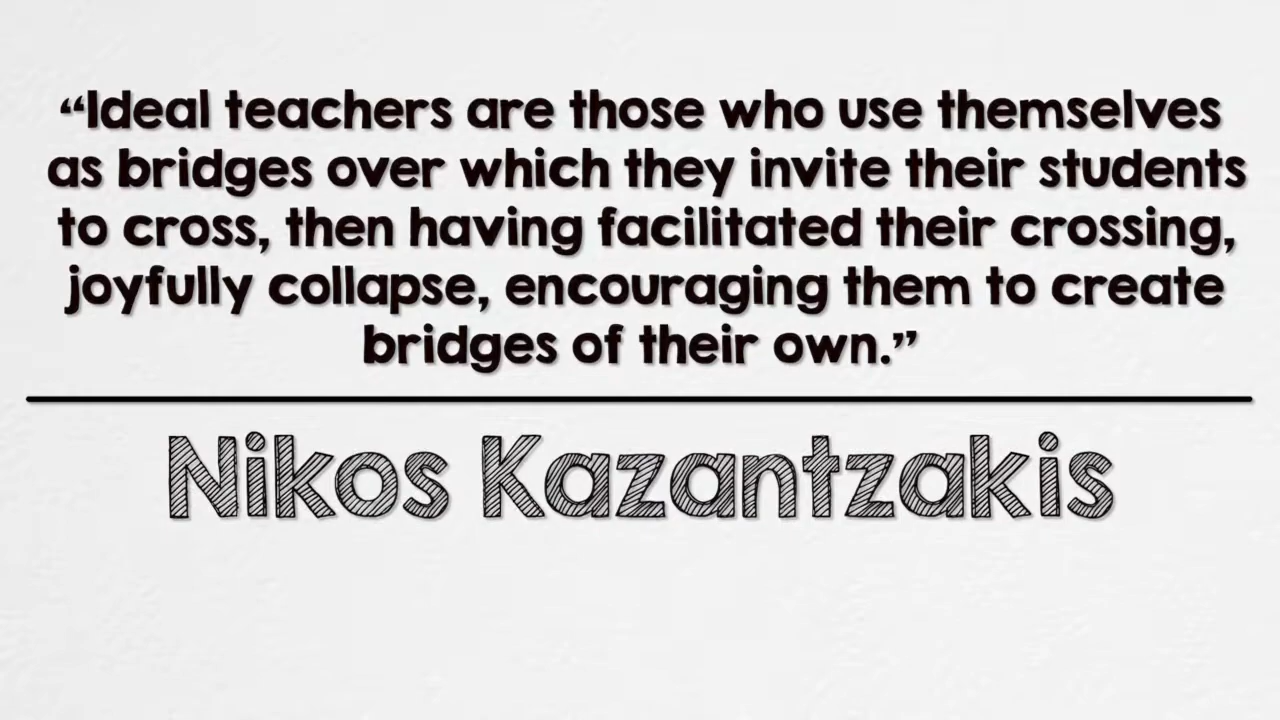 “Ideal teachers are those who use themselves
as bridges over which they invite their students
to cross, then having facilitated their crossing,
joyfully collapse, encouraging them to create
bridges of their own.”
Nikos Kazantzakis